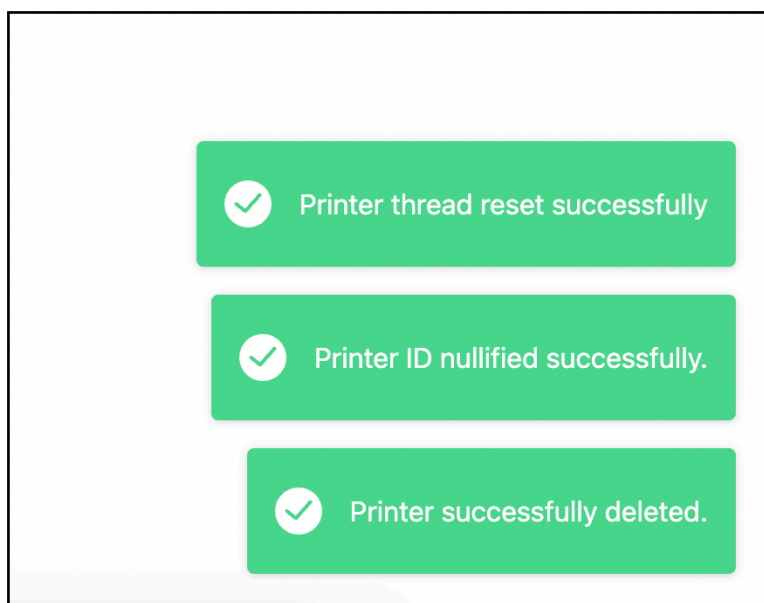 Printer thread reset successfully
Printer ID nullified successfully.
Printer successfully deleted.